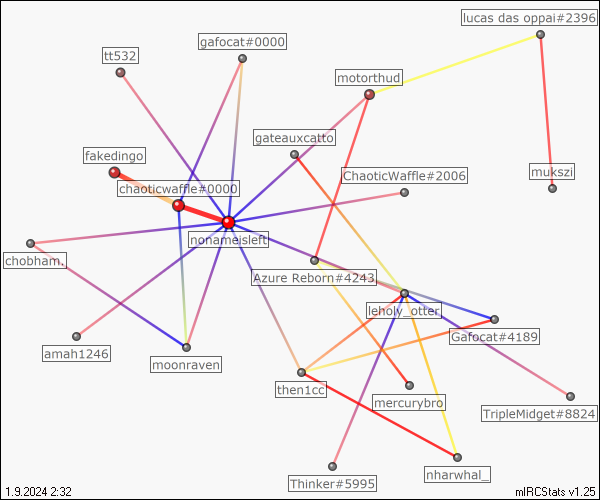 lucas das oppai#2396
gafocat#0000
tt532
motorthud
gateauxcatto
fakedingo
ChaoticWaffle#2006
mukszi
chaoticwaffle#0000
nonameisleft
chobham.
Azure Reborn#4243
leholy_otter
Gafocat#4189
amah1246
moonraven
then1cc
mercurybro
TripleMidget#8824
nharwhal_
Thinker#5995
1.9.2024 2:32
mIRCStats v1.25